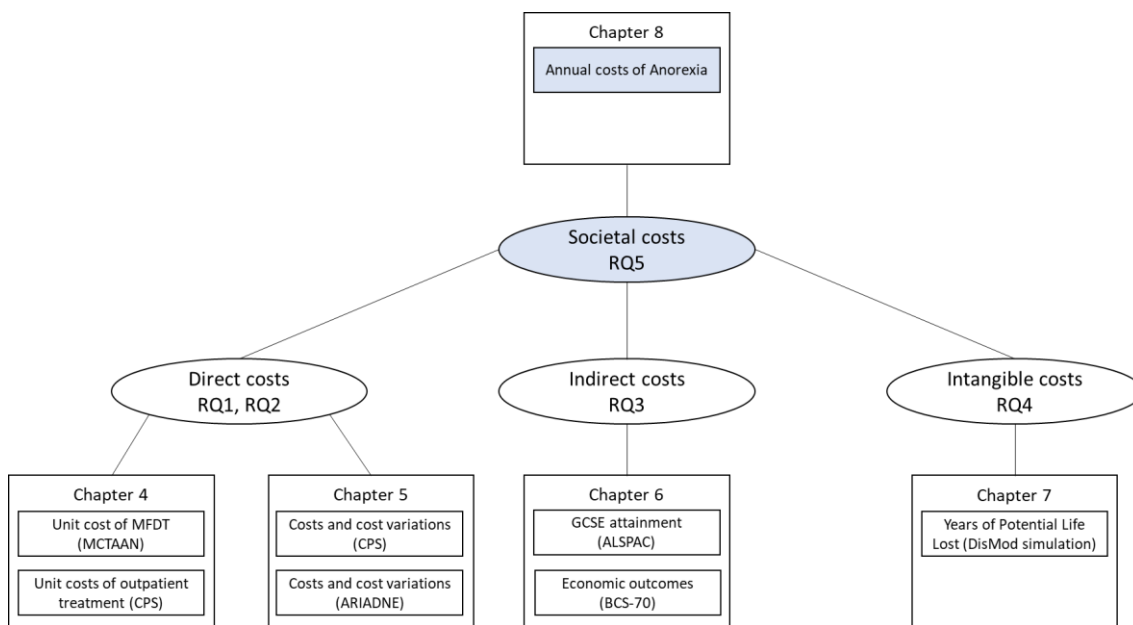 Chapter 8
Annual costs of Anorexia
Societal costs
RQ5
Direct costs
RQ1, RQ2
Indirect costs
RQ3
Intangible costs
RQ4
Chapter 4
Unit cost of MFDT
(MCTAAN)
Unit costs of outpatient
treatment (CPS)
Chapter 5
Costs and cost variations
(CPS)
Costs and cost variations
(ARIADNE)
Chapter 6
GCSE attainment
(ALSPAC)
Economic outcomes
(BCS-70)
Chapter 7
Years of Potential Life
Lost (DisMod simulation)